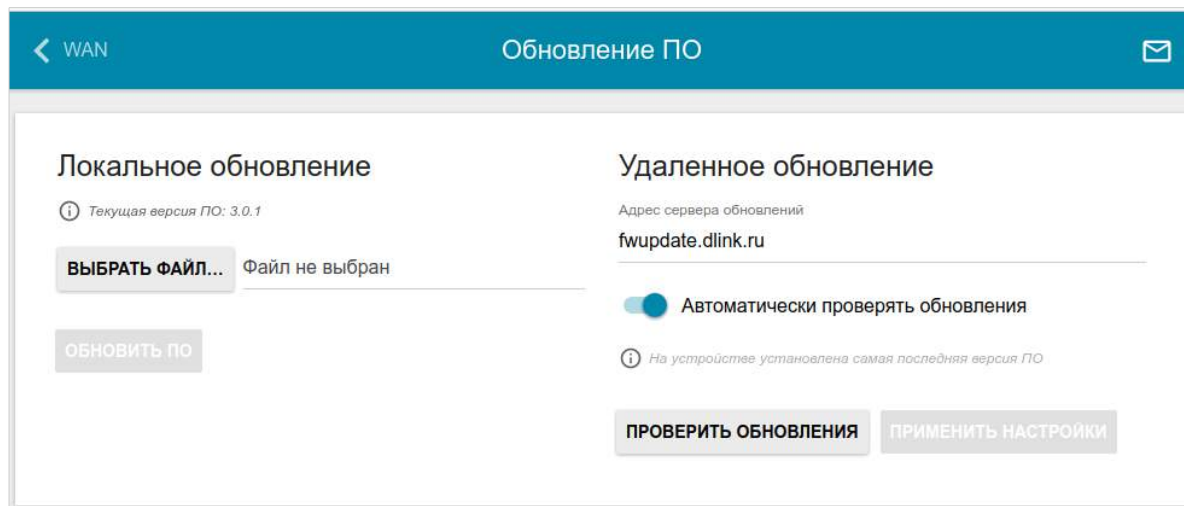 WAN
Обновление ПО
Локальное обновление
Текущая версия ПО: 3.0.1
ВЫБРАТЬ ФАЙЛ... Файл не выбран
ОБНОВИТЬ ПО
Удаленное обновление
Адрес сервера обновлений
fwupdate.dlink.ru
Автоматически проверять обновления
На устройстве установлена самая последняя версия ПО
ПРОВЕРИТЬ ОБНОВЛЕНИЯ ПРИМЕНИТЬ НАСТРОЙКИ